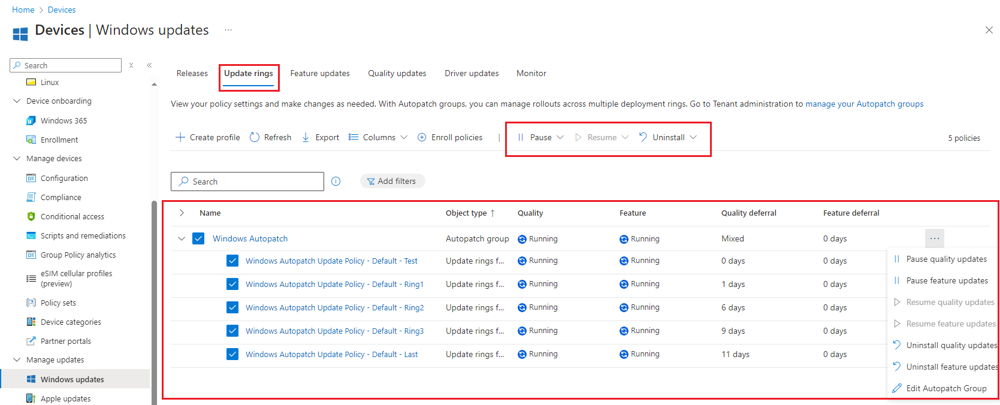 Home > Devices
Devices | Windows updates ...
Search
Linux
Device onboarding
Windows 365
Enrollment
Manage devices
Configuration
Compliance
Conditional access
Scripts and remediations
Group Policy analytics
eSIM cellular profiles
(preview)
Policy sets
Device categories
Partner portals
Manage updates
Windows updates
Apple updates
Releases Update rings Feature updates Quality updates Driver updates Monitor
View your policy settings and make changes as needed. With Autopatch groups, you can manage rollouts across multiple deployment rings. Go to Tenant administration to manage your Autopatch groups
Create profile Refresh Export Columns Enroll policies | Pause Resume Uninstall 5 policies
Search Add filters
Name Object type ↑ Quality Feature Quality deferral Feature deferral
Windows Autopatch Autopatch group Running Running Mixed 0 days ...
Windows Autopatch Update Policy - Default - Test Update rings f... Running Running 0 days 0 days
Windows Autopatch Update Policy - Default - Ring1 Update rings f... Running Running 1 days 0 days
Windows Autopatch Update Policy - Default - Ring2 Update rings f... Running Running 6 days 0 days
Windows Autopatch Update Policy - Default - Ring3 Update rings f... Running Running 9 days 0 days
Windows Autopatch Update Policy - Default - Last Update rings f... Running Running 11 days 0 days
Pause quality updates
Pause feature updates
Resume quality updates
Resume feature updates
Uninstall quality updates
Uninstall feature updates
Edit Autopatch Group